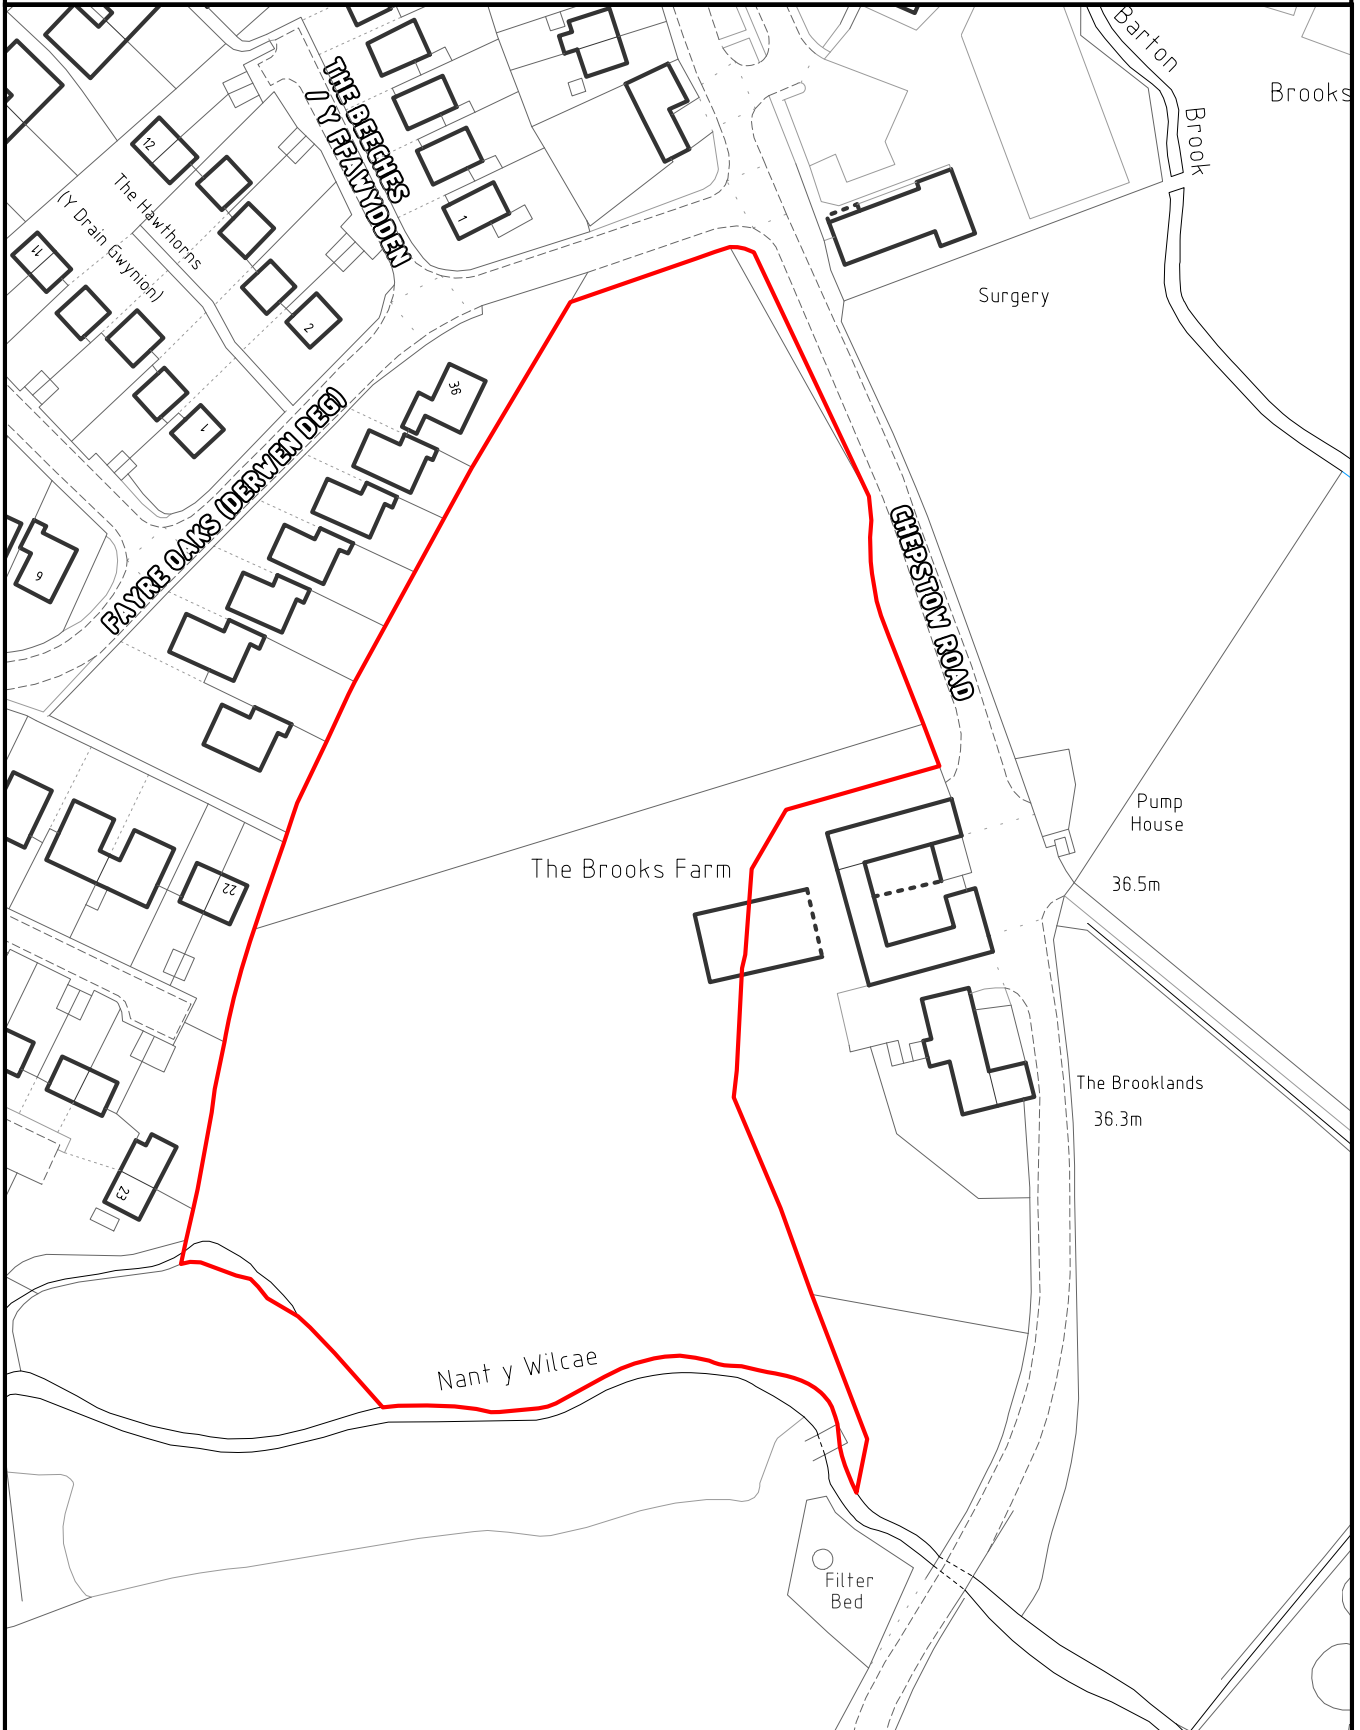 Barton
Brook
Brooks
THE BEECHES
/ Y FFAWYDDEN
12
The Hawthorns
(Y Drain Gwynion)
11
1
2
1
Surgery
36
FAYRE OAKS (DERWEN DEG)
9
CHEPSTOW ROAD
Pump
House
The Brooks Farm
36.5m
22
The Brooklands
36.3m
23
Nant y Wilcae
Filter
Bed